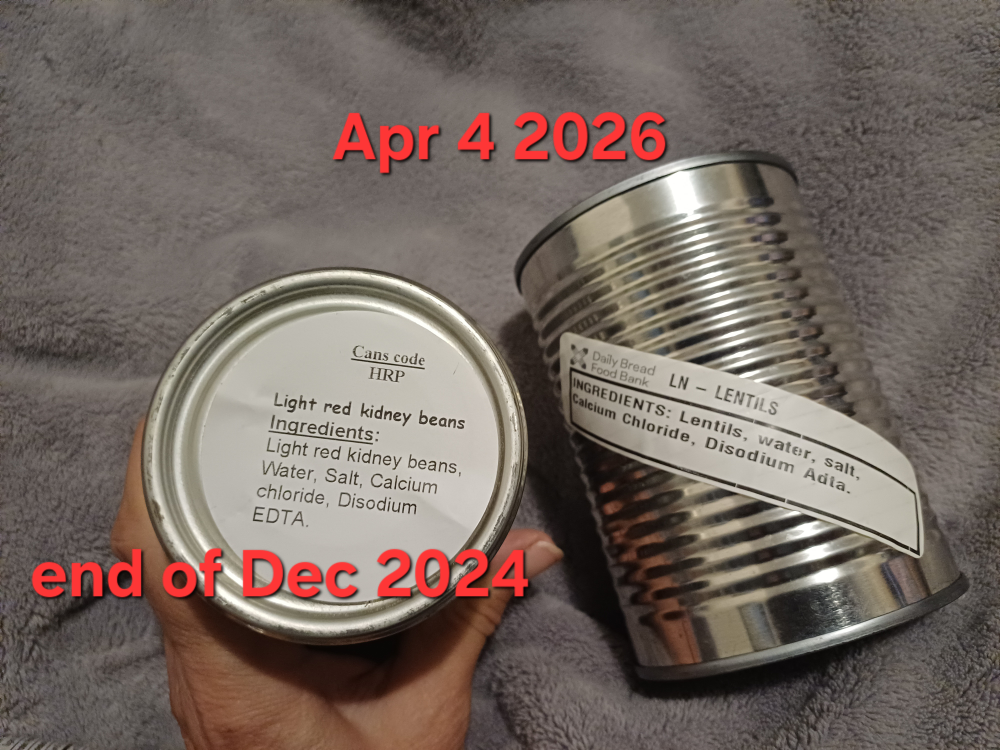 Apr 4 2026
Cans code
HRP
Light red kidney beans
Ingredients:
Light red kidney beans,
Water, Salt, Calcium
chloride, Disodium
EDTA.
end of Dec 2024
Daily Bread
Food Bank
LN – LENTILS
INGREDIENTS: Lentils, water, salt,
Calcium Chloride, Disodium Adta.